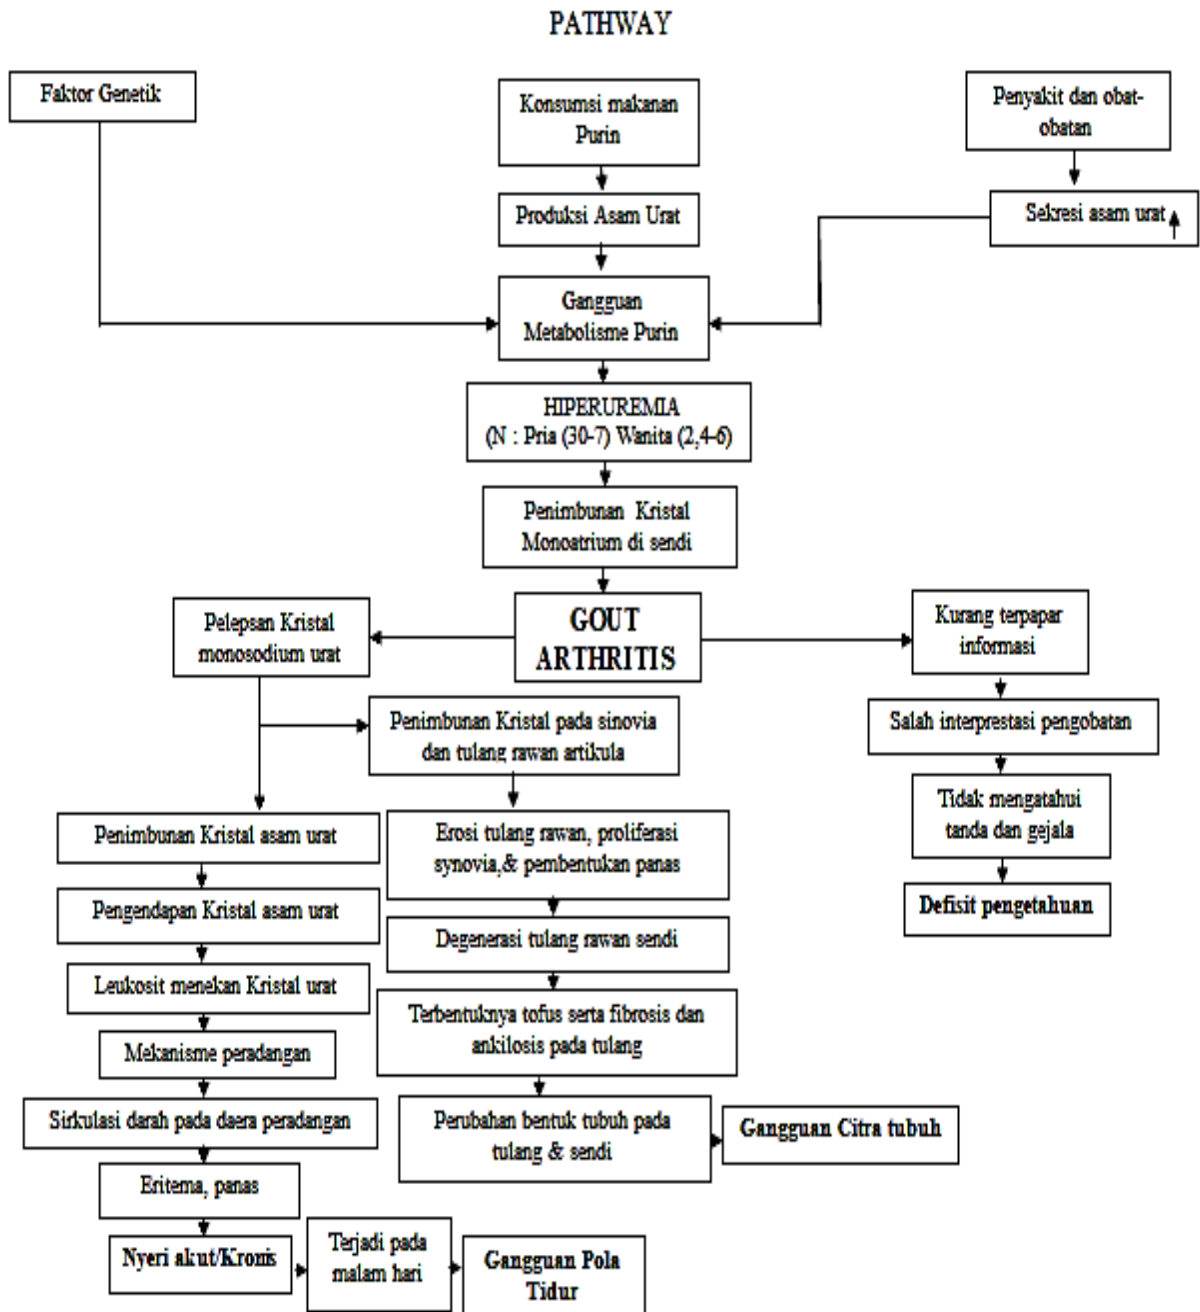 PATHWAY
Faktor Genetik
Konsumsi makanan
Purin
Penyakit dan obat-
obatan
Produksi Asam Urat
Sekresi asam urat
Gangguan
Metabolisme Purin
HIPERUREMIA
(N : Pria (30-7) Wanita (2,4-6)
Penimbunan Kristal
Monoatrium di sendi
GOUT
ARTHRITIS
Pelepsan Kristal
monosodium urat
Kurang terpapar
informasi
Penimbunan Kristal pada sinovia
dan tulang rawan artikula
Salah interprestasi pengobatan
Tidak mengatahui
tanda dan gejala
Defisit pengetahuan
Penimbunan Kristal asam urat
Pengendapan Kristal asam urat
Leukosit menekan Kristal urat
Mekanisme peradangan
Sirkulasi darah pada daera peradangan
Eritema, panas
Nyeri akut/Kronis
Terjadi pada
malam hari
Gangguan Pola
Tidur
Erosi tulang rawan, proliferasi
synovia,& pembentukan panas
Degenerasi tulang rawan sendi
Terbentuknya tofus serta fibrosis dan
ankilosis pada tulang
Perubahan bentuk tubuh pada
tulang & sendi
Gangguan Citra tubuh